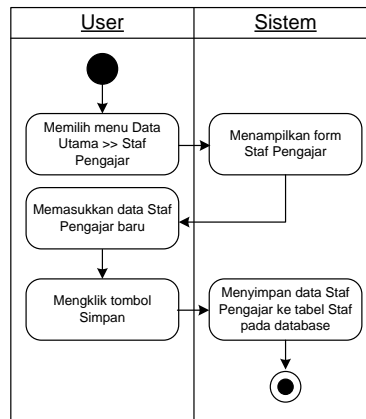 User
Sistem
Memilih menu Data
Utama >> Staf
Pengajar
Menampilkan form
Staf Pengajar
Memasukkan data Staf
Pengajar baru
Mengklik tombol
Simpan
Menyimpan data Staf
Pengajar ke tabel Staf
pada database